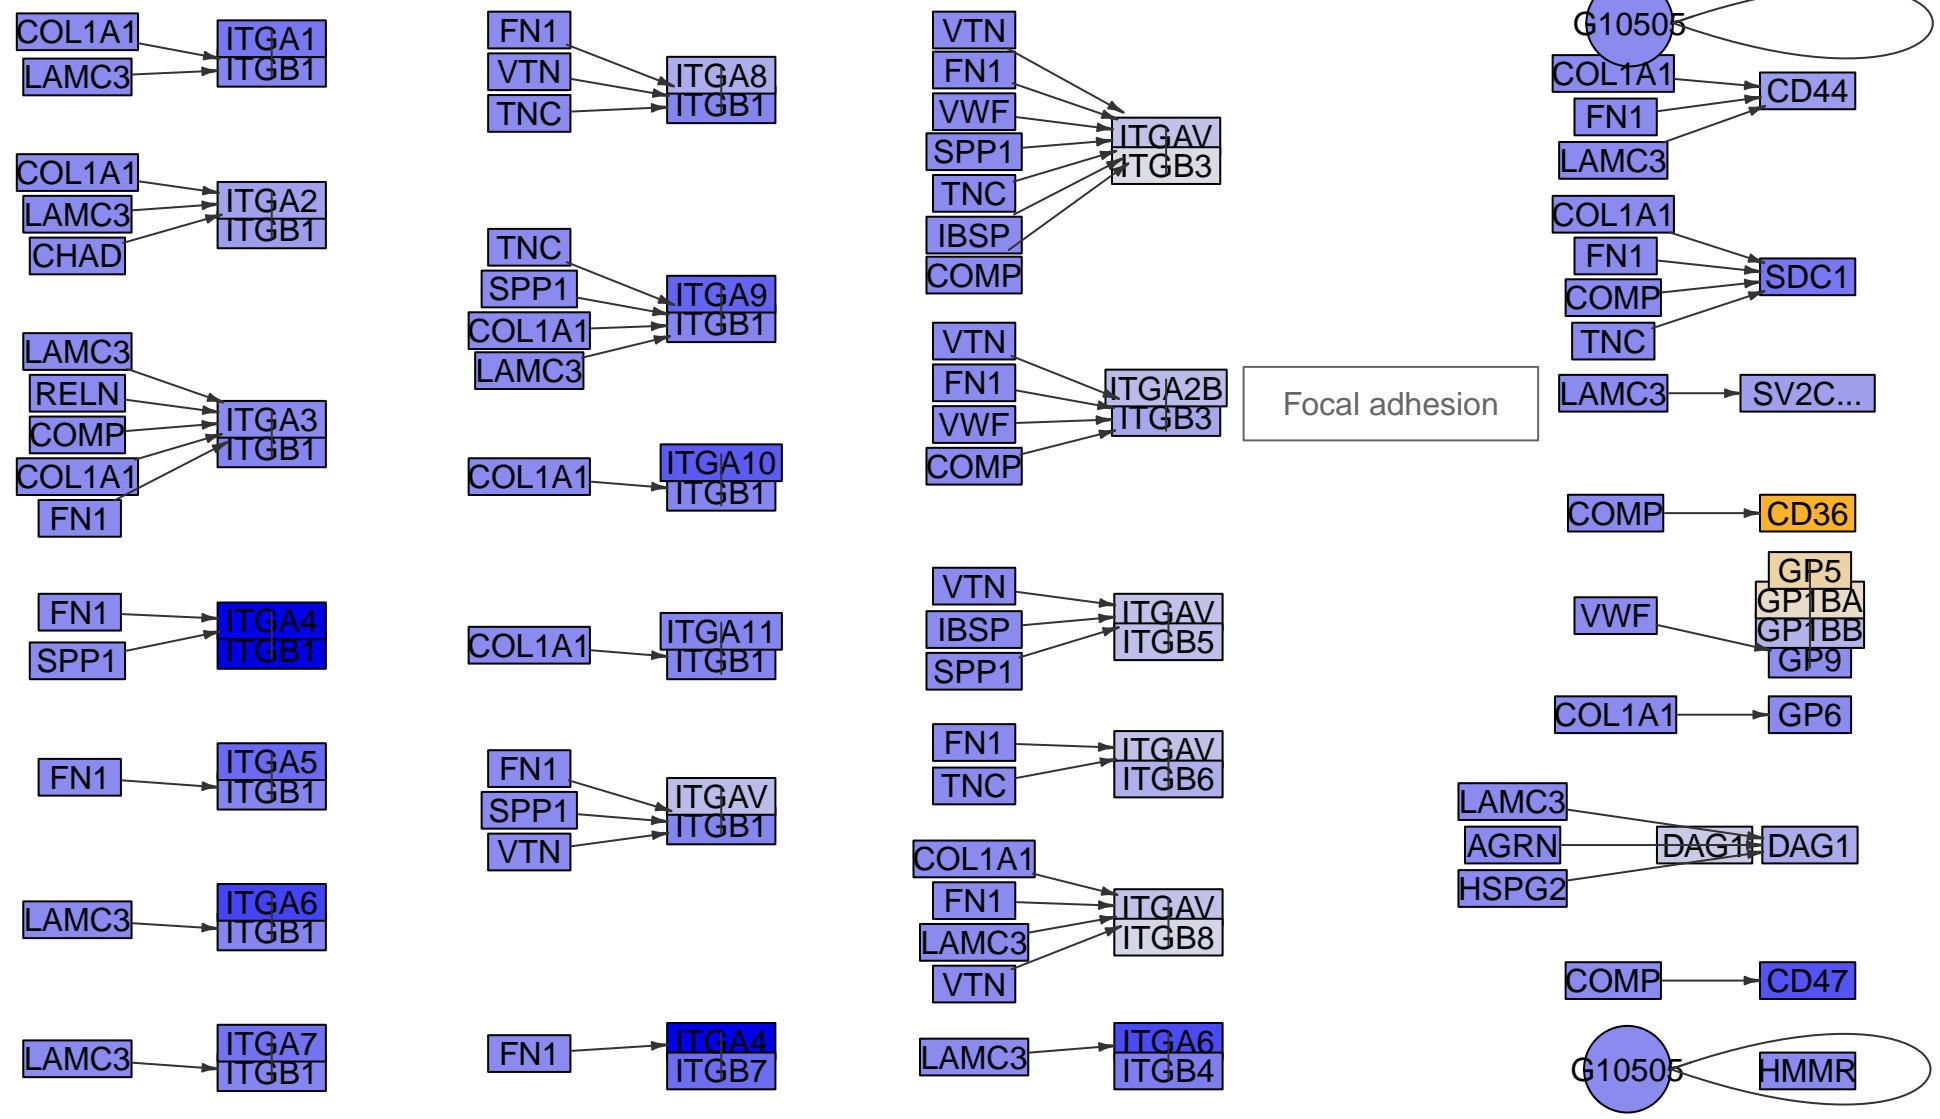 COL1A1
LAMC3
ITGA1
ITGB1
COL1A1
LAMC3
CHAD
ITGA2
ITGB1
LAMC3
RELN
COMP
COL1A1
FN1
ITGA3
ITGB1
FN1
SPP1
ITGA4
ITGB1
FN1
ITGA5
ITGB1
LAMC3
ITGA6
ITGB1
LAMC3
ITGA7
ITGB1
FN1
VTN
TNC
ITGA8
ITGB1
TNC
SPP1
COL1A1
LAMC3
ITGA9
ITGB1
COL1A1
ITGA10
ITGB1
COL1A1
ITGA11
ITGB1
FN1
SPP1
VTN
ITGAV
ITGB1
FN1
ITGA4
ITGB7
VTN
FN1
VWF
SPP1
TNC
IBSP
COMP
ITGAV
ITGB3
VTN
FN1
VWF
COMP
ITGA2B
ITGB3
Focal adhesion
VTN
IBSP
SPP1
ITGAV
ITGB5
FN1
TNC
ITGAV
ITGB6
COL1A1
FN1
LAMC3
VTN
ITGAV
ITGB8
LAMC3
ITGA6
ITGB4
G10505
COL1A1
FN1
LAMC3
CD44
COL1A1
FN1
COMP
TNC
SDC1
LAMC3
SV2C...
COMP
CD36
VWF
GP5
GP1BA
GP1BB
GP9
COL1A1
GP6
LAMC3
AGRN
HSPG2
DAG1
DAG1
COMP
CD47
G10505
HMMR